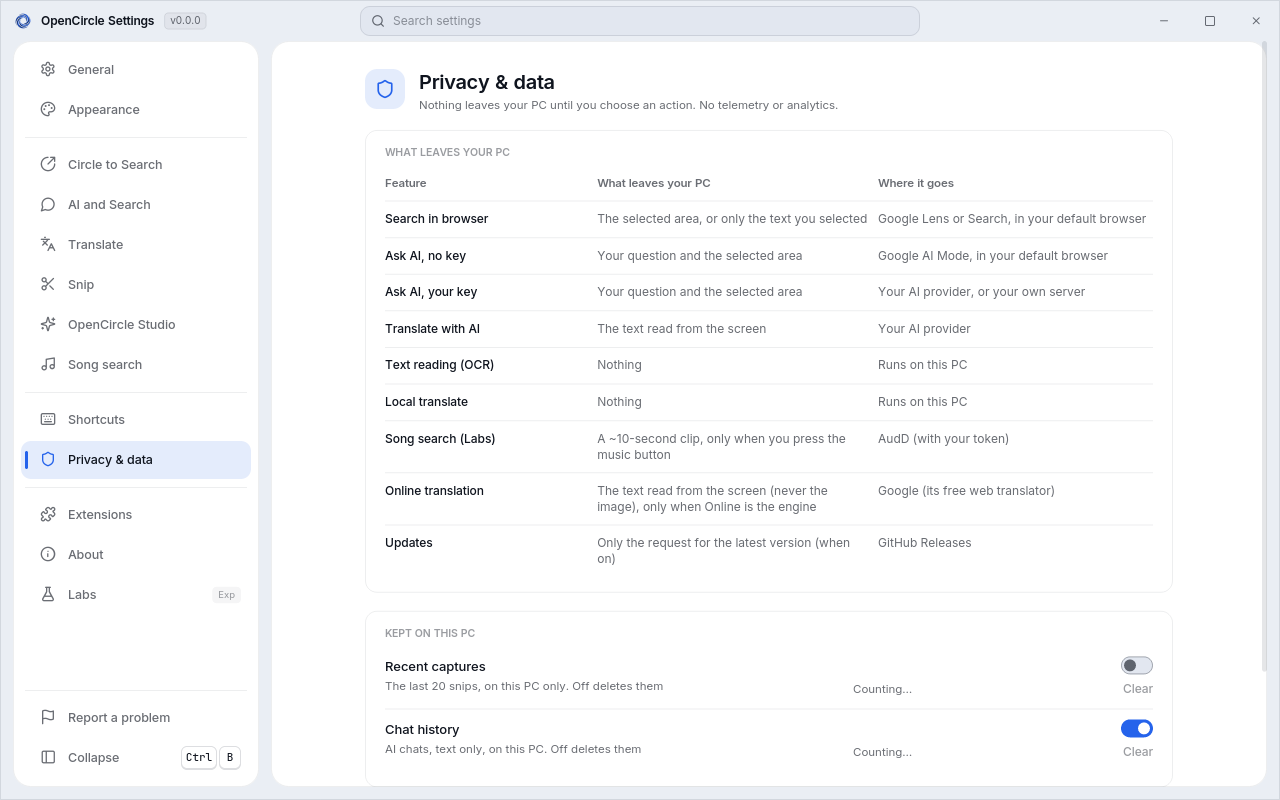 OpenCircle Settings
v0.0.0
Search settings
General
Appearance
Circle to Search
AI and Search
Translate
Snip
OpenCircle Studio
Song search
Shortcuts
Privacy & data
Extensions
About
Labs
Exp
Report a problem
Collapse
Ctrl B
Privacy & data
Nothing leaves your PC until you choose an action. No telemetry or analytics.
WHAT LEAVES YOUR PC
Feature What leaves your PC Where it goes
Search in browser The selected area, or only the text you selected Google Lens or Search, in your default browser
Ask AI, no key Your question and the selected area Google AI Mode, in your default browser
Ask AI, your key Your question and the selected area Your AI provider, or your own server
Translate with AI The text read from the screen Your AI provider
Text reading (OCR) Nothing Runs on this PC
Local translate Nothing Runs on this PC
Song search (Labs) A ~10-second clip, only when you press the AudD (with your token)
music button
Online translation The text read from the screen (never the Google (its free web translator)
image), only when Online is the engine
Updates Only the request for the latest version (when GitHub Releases
on)
KEPT ON THIS PC
Recent captures
The last 20 snips, on this PC only. Off deletes them
Counting... Clear
Chat history
AI chats, text only, on this PC. Off deletes them
Counting... Clear